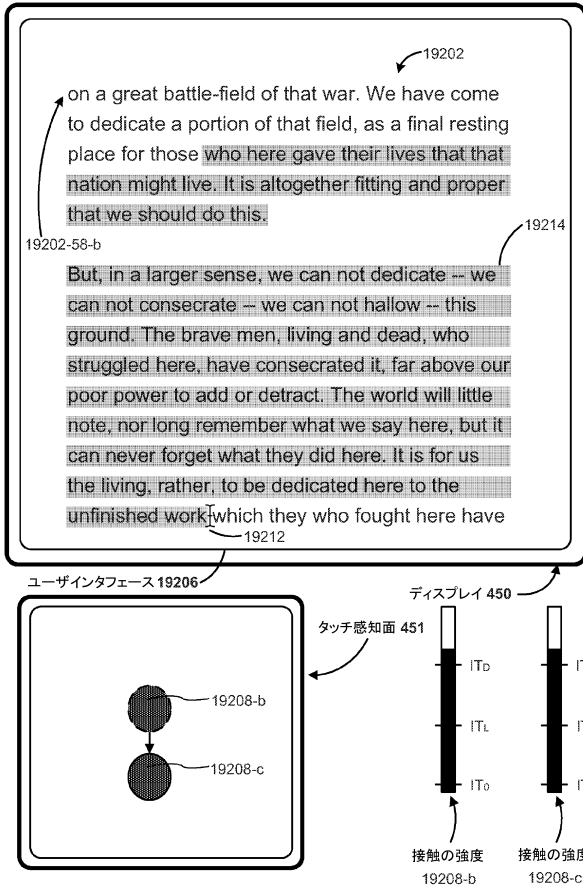 19202
on a great battle-field of that war. We have come
to dedicate a portion of that field, as a final resting
place for those who here gave their lives that that
nation might live. It is altogether fitting and proper
that we should do this.
19202-58-b
19214
But, in a larger sense, we can not dedicate -- we
can not consecrate -- we can not hallow -- this
ground. The brave men, living and dead, who
struggled here, have consecrated it, far above our
poor power to add or detract. The world will little
note, nor long remember what we say here, but it
can never forget what they did here. It is for us
the living, rather, to be dedicated here to the
unfinished work which they who fought here have
19212
ユーザインタフェース 19206
ディスプレイ 450
タッチ感知面 451
19208-b
19208-c
ITD
ITL
IT0
接触の強度
19208-b
接触の強度
19208-c